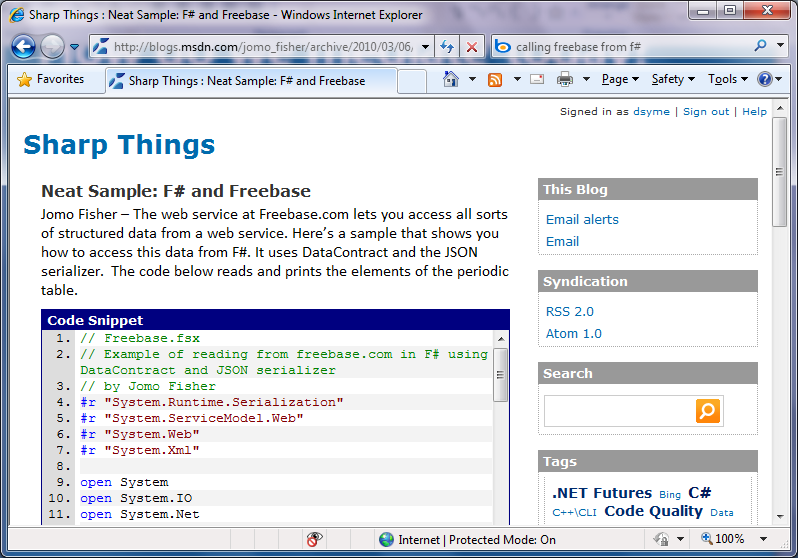 Sharp Things : Neat Sample: F# and Freebase - Windows Internet Explorer
http://blogs.msdn.com/jomo_fisher/archive/2010/03/06/
calling freebase from f#
Favorites
Sharp Things : Neat Sample: F# and Freebase
Page
Safety
Tools
Signed in as dsyme | Sign out | Help
Sharp Things
Neat Sample: F# and Freebase
Jomo Fisher – The web service at Freebase.com lets you access all sorts
of structured data from a web service. Here’s a sample that shows you
how to access this data from F#. It uses DataContract and the JSON
serializer.  The code below reads and prints the elements of the periodic
table.
Code Snippet
1. // Freebase.fsx
2. // Example of reading from freebase.com in F# using
DataContract and JSON serializer
3. // by Jomo Fisher
4. #r "System.Runtime.Serialization"
5. #r "System.ServiceModel.Web"
6. #r "System.Web"
7. #r "System.Xml"
8.
9. open System
10. open System.IO
11. open System.Net
This Blog
Email alerts
Email
Syndication
RSS 2.0
Atom 1.0
Search
Tags
.NET Futures Bing C#
C++\CLI Code Quality Data
Internet | Protected Mode: On
100%